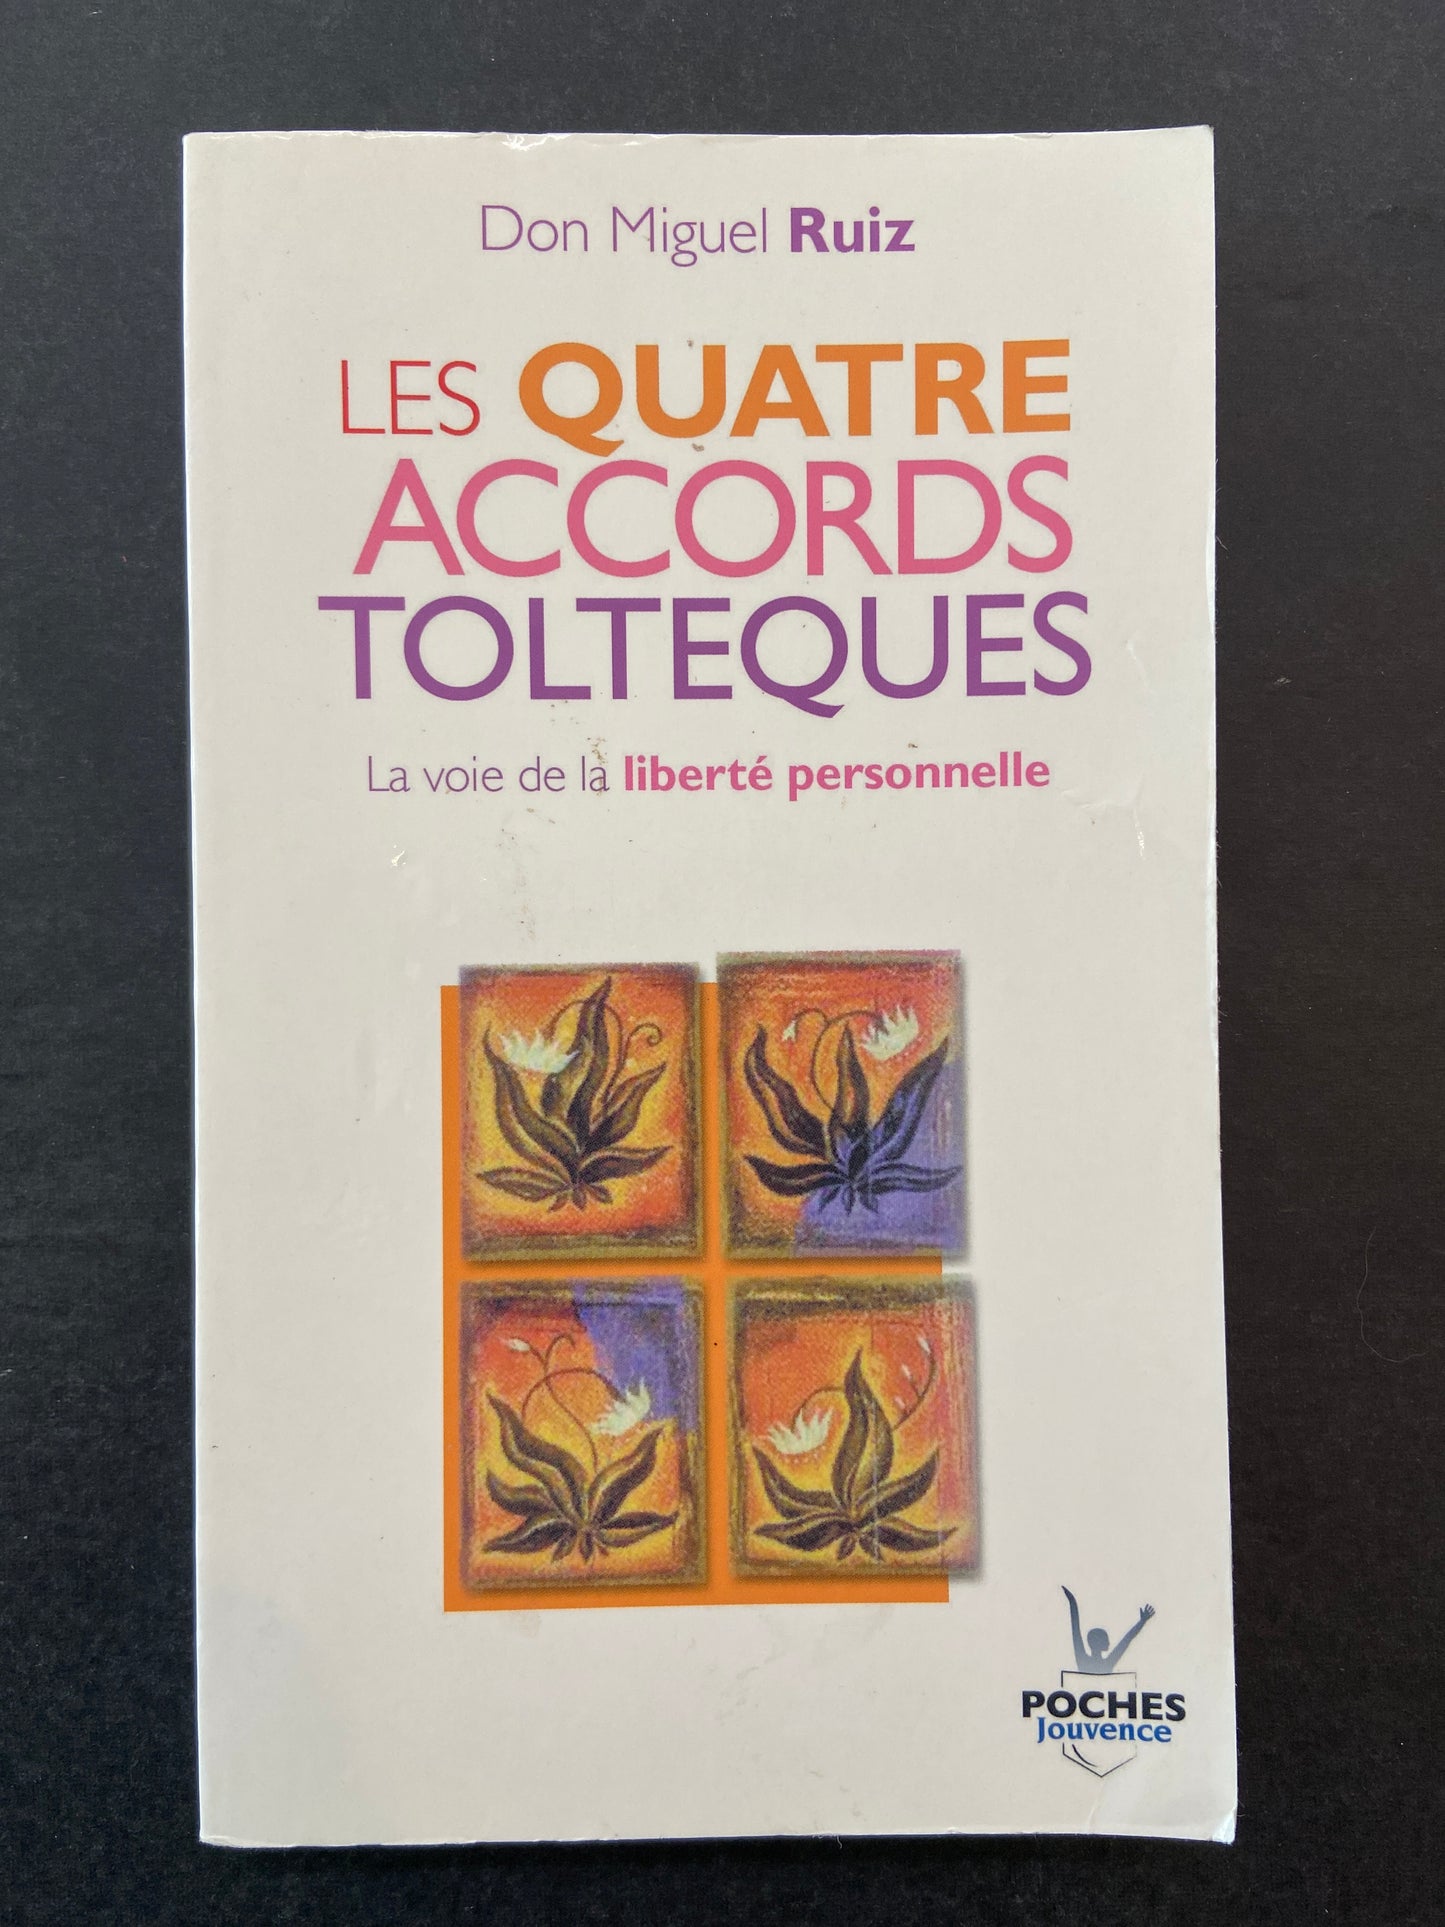 Don Miguel Ruiz
LES QUATRE
ACCORDS
TOLTEQUES
La voie de la liberté personnelle
POCHES
Jouvence